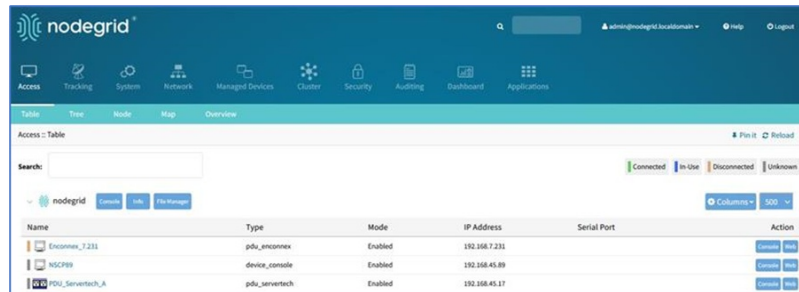 nodegrid®
admin@nodegrid.localdomain Help Logout
Access Tracking System Network Managed Devices Cluster Security Auditing Dashboard Applications
Table Tree Node Map Overview
Access :: Table Pin it Reload
Search: Connected In-Use Disconnected Unknown
nodegrid Console Info File Manager Columns 500
Name Type Mode IP Address Serial Port Action
Enconnex_7.231 pdu_enconnex Enabled 192.168.7.231 Console Web
NSCP89 device_console Enabled 192.168.45.89 Console Web
PDU_Servertech_A pdu_servertech Enabled 192.168.45.17 Console Web